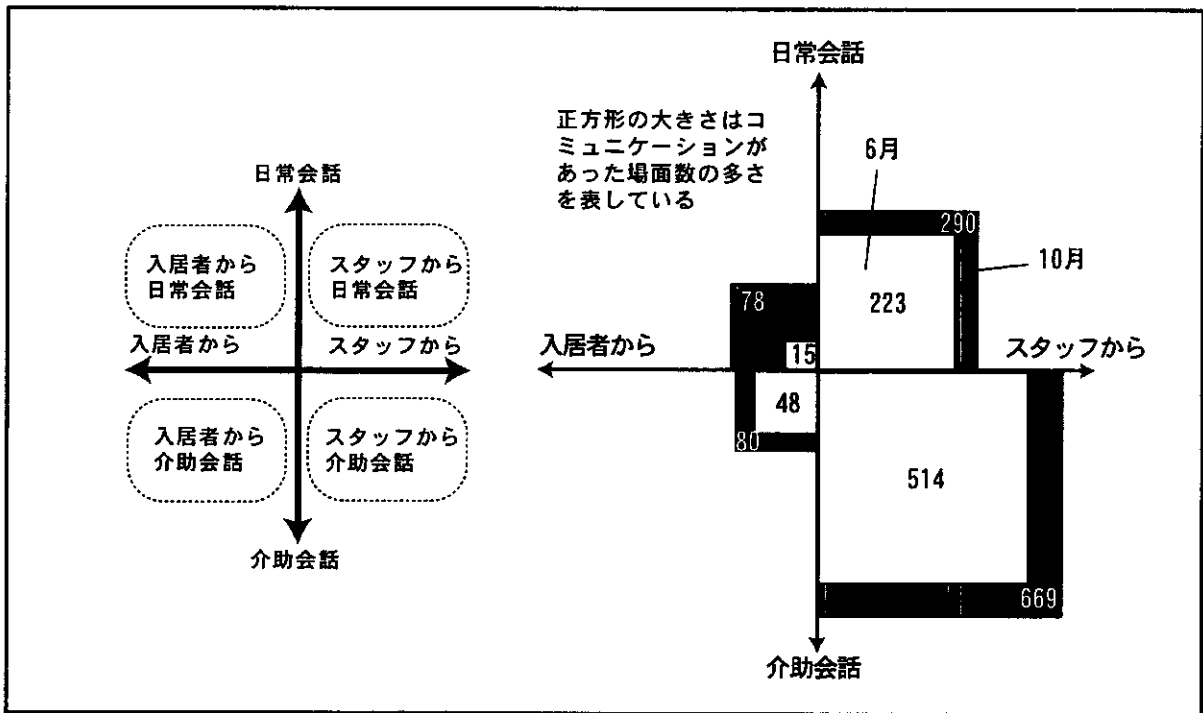 日常会話
入居者から
日常会話
スタッフから
日常会話
入居者から
スタッフから
入居者から
介助会話
スタッフから
介助会話
介助会話
日常会話
正方形の大きさはコ
ミュニケーションが
あった場面数の多さ
を表している
6月
290
10月
78
223
15
入居者から
スタッフから
48
80
514
669
介助会話